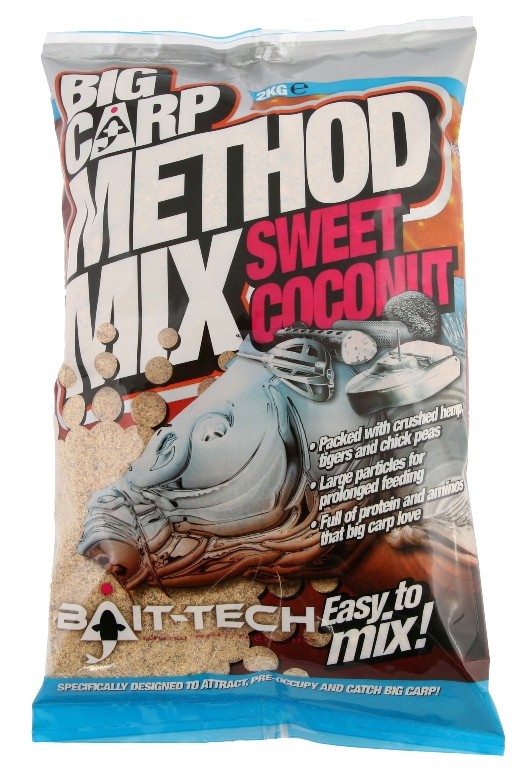 2KG e
BIG
CARP
METHOD
MIX
SWEET
COCONUT
• Packed with crushed hemp,
tigers and chick peas
• Large particles for
prolonged feeding
• Full of protein and aminos
that big carp love
BAIT-TECH
Easy to
mix!
SPECIFICALLY DESIGNED TO ATTRACT, PRE-OCCUPY AND CATCH BIG CARP!